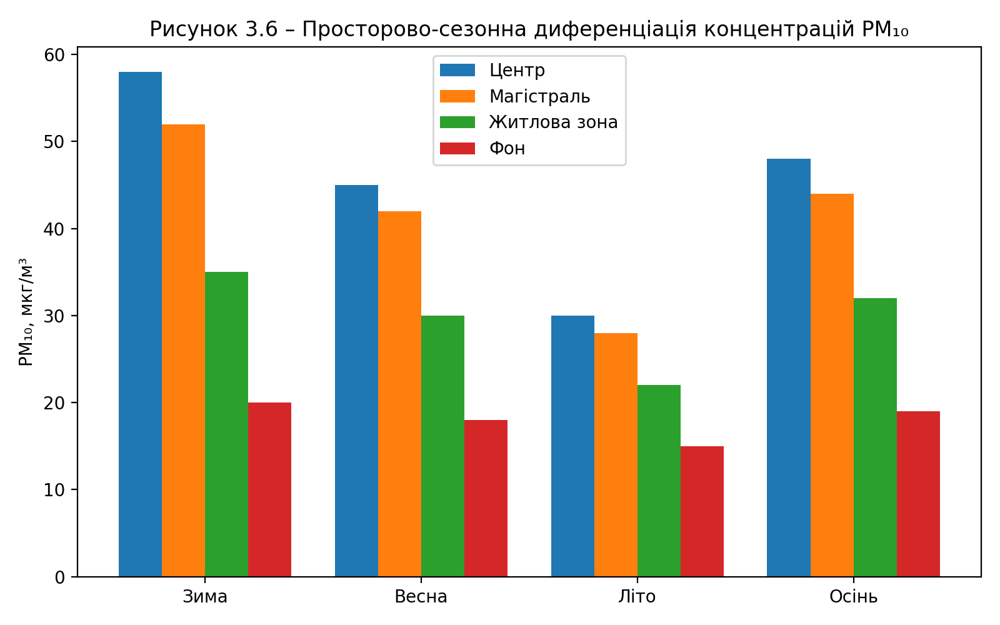 Рисунок 3.6 – Просторово-сезонна диференціація концентрацій PM₁₀
60
50
40
30
20
10
0
PM₁₀, мкг/м³
Центр
Магістраль
Житлова зона
Фон
Зима
Весна
Літо
Осінь